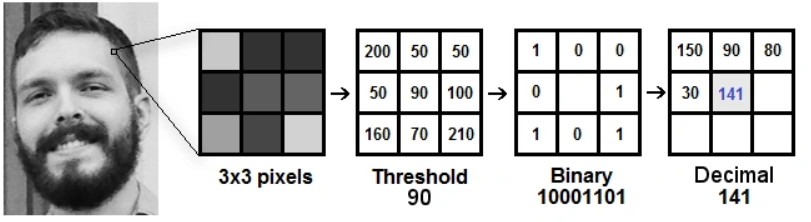 200 50 50
50 90 100
160 70 210
1 0 0
0 1
1 0 1
150 90 80
30 141
3x3 pixels
Threshold
90
Binary
10001101
Decimal
141